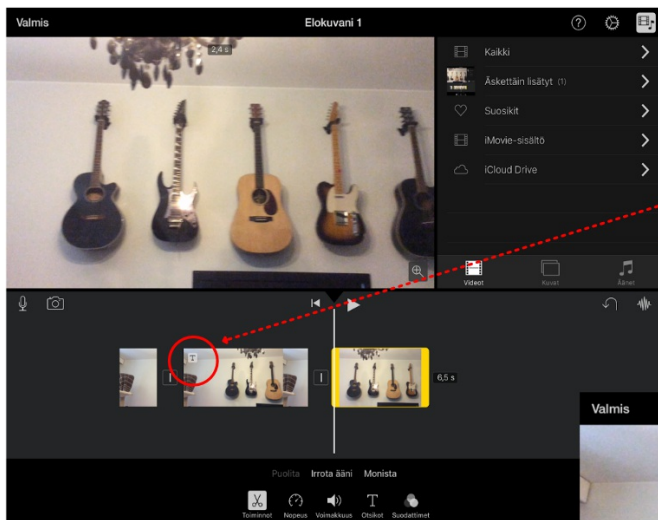 Valmis Elokuvani 1
2,4 s
Kaikki
Äskettäin lisätyt (1)
Suosikit
iMovie-sisältö
iCloud Drive
Videot Kuvat Äänet
T
6,5 s
Valmis
Puolita Irrota ääni Monista
T
Toiminnot Nopeus Voimakkuus Otsikot Suodattimet